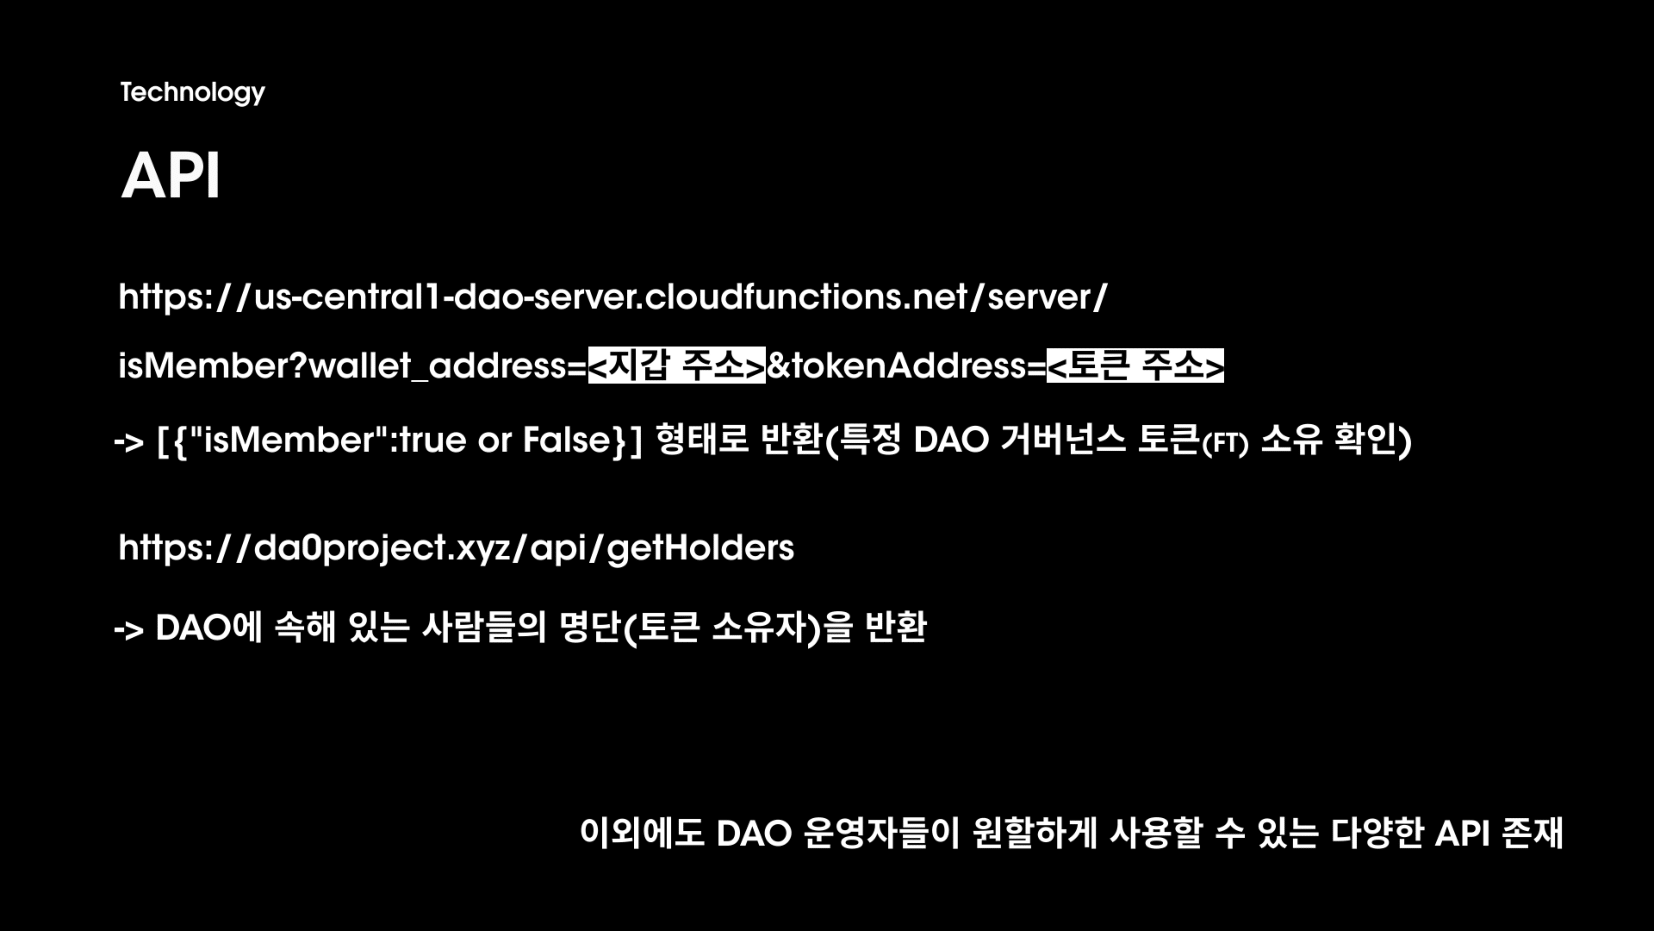 Technology
API
https://us-central1-dao-server.cloudfunctions.net/server/
isMember?wallet_address=<지갑 주소>&tokenAddress=<토큰 주소>
-> [{"isMember":true or False}] 형태로 반환(특정 DAO 거버넌스 토큰(FT) 소유 확인)
https://da0project.xyz/api/getHolders
-> DAO에 속해 있는 사람들의 명단(토큰 소유자)을 반환
이외에도 DAO 운영자들이 원할하게 사용할 수 있는 다양한 API 존재